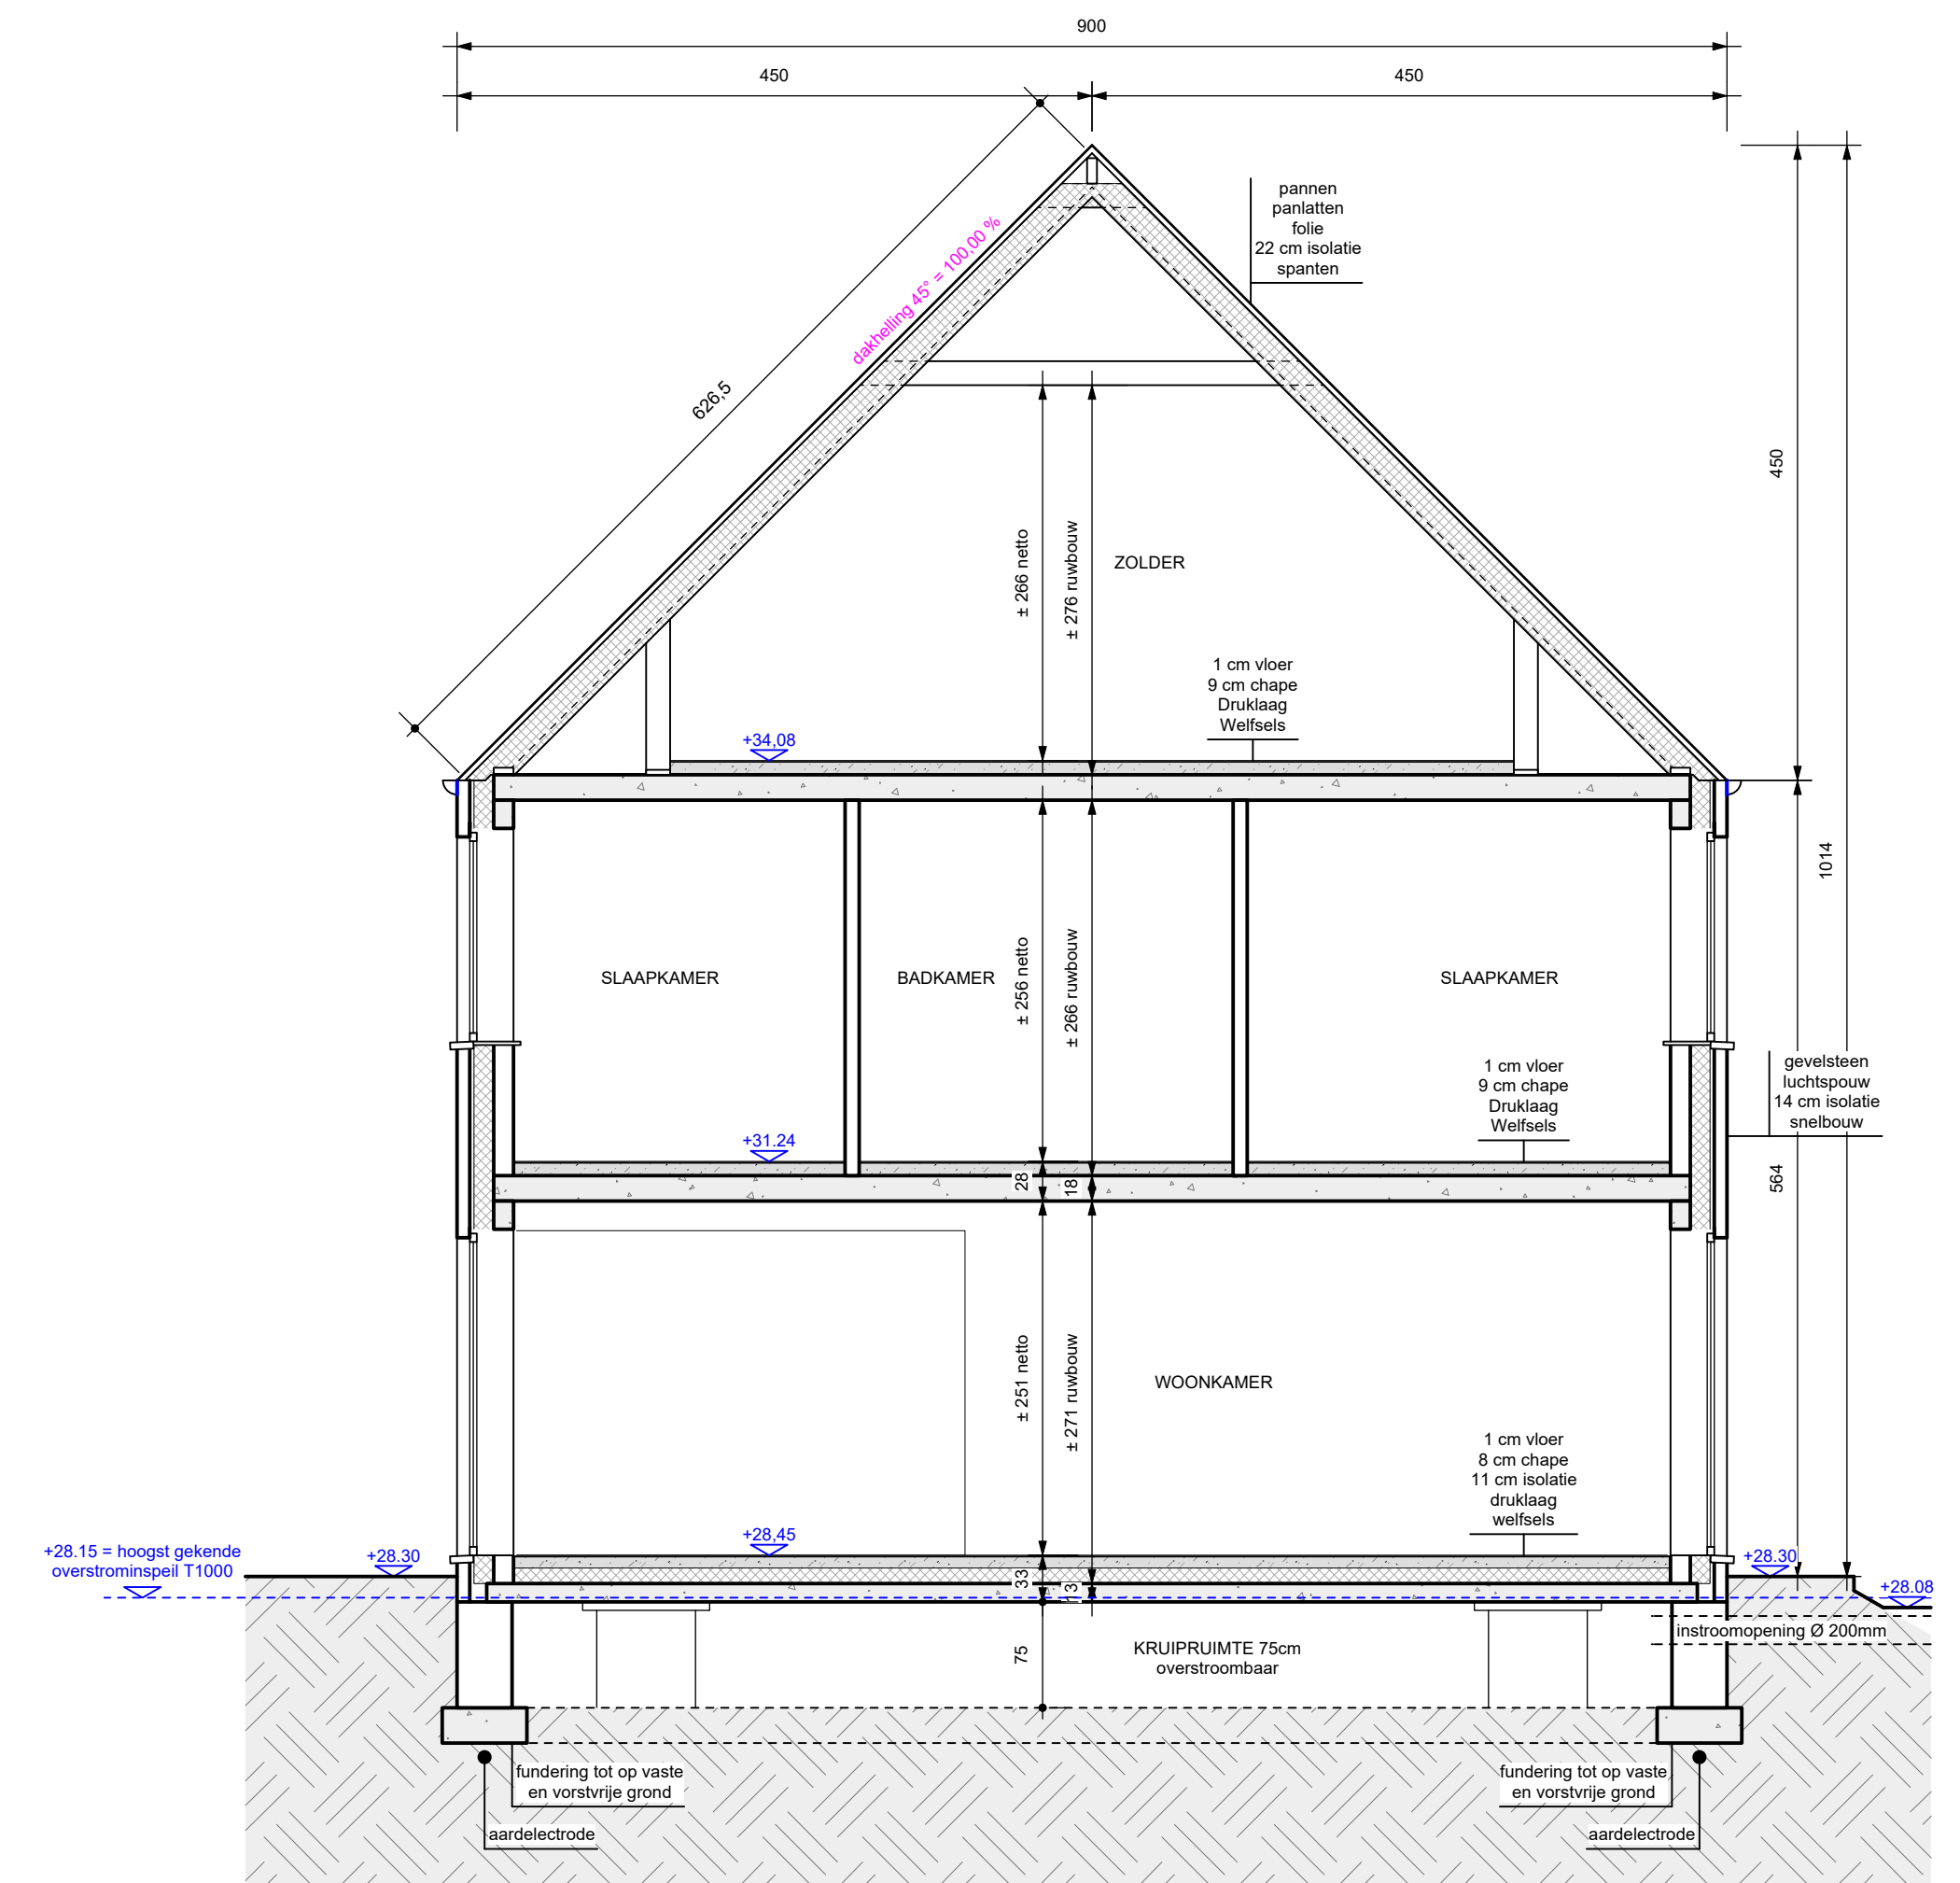 900
450
450
pannen
panlatten
folie
22 cm isolatie
spanten
dakhelling 45° = 100,00 %
626,5
450
± 266 netto
± 276 ruwbouw
ZOLDER
1 cm vloer
9 cm chape
Druklaag
Welfsels
+34,08
1014
SLAAPKAMER
BADKAMER
± 256 netto
± 266 ruwbouw
SLAAPKAMER
gevelsteen
luchtspouw
14 cm isolatie
snelbouw
1 cm vloer
9 cm chape
Druklaag
Welfsels
+31.24
28
18
564
± 251 netto
± 271 ruwbouw
WOONKAMER
1 cm vloer
8 cm chape
11 cm isolatie
druklaag
welfsels
+28,45
+28.15 = hoogst gekende
overstrominspeil T1000
+28.30
+28.30
+28.08
33
13
instroomopening Ø 200mm
75
KRUIPRUIMTE 75cm
overstroombaar
fundering tot op vaste
en vorstvrije grond
fundering tot op vaste
en vorstvrije grond
aardelectrode
aardelectrode